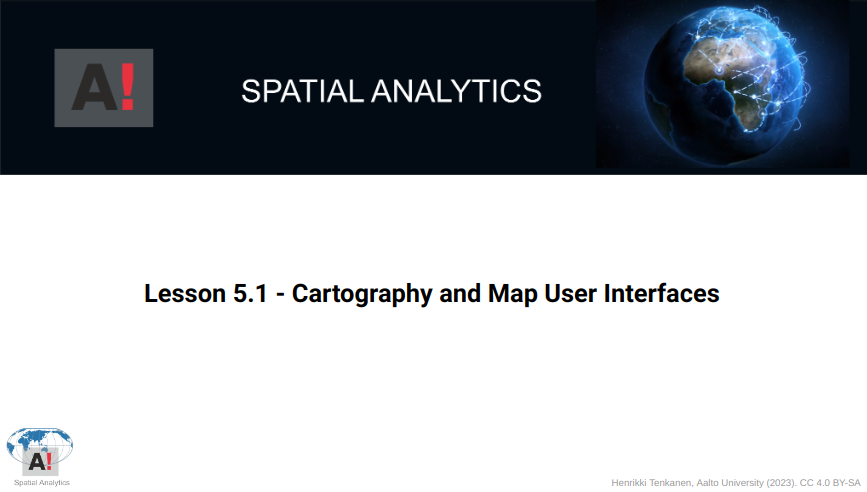 A!
SPATIAL ANALYTICS
Lesson 5.1 - Cartography and Map User Interfaces
A!
Spatial Analytics
Henrikki Tenkanen, Aalto University (2023). CC 4.0 BY-SA